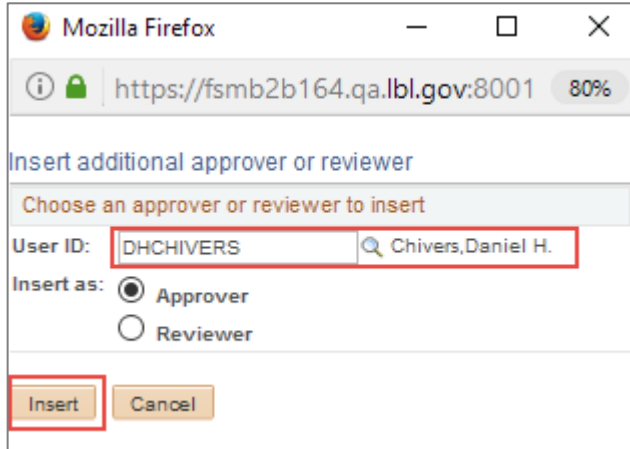 Mozilla Firefox
https://fsmb2b164.qa.lbl.gov:8001 80%
Insert additional approver or reviewer
Choose an approver or reviewer to insert
User ID: DHCHIVERS Chivers,Daniel H.
Insert as: Approver
Reviewer
Insert Cancel